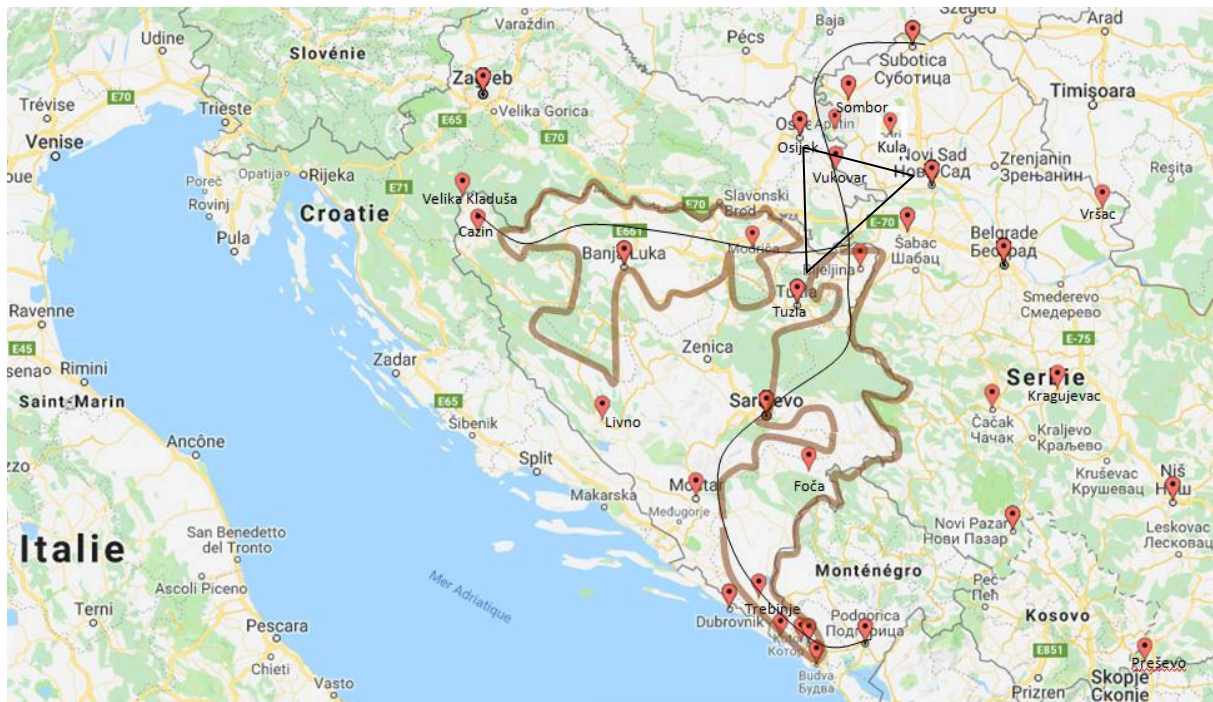 Udine
Varaždin
Baja
Szeged
Arad
Slovénie
Pécs
Subotica
Суботица
Zagreb
Velika Gorica
Trévise
E70
Trieste
E65
E70
Timișoara
Sombor
Apatin
Osijek
Kula
Venise
Opatija
Rijeka
E71
Vukovar
Novi Sad
Нови Сад
Zrenjanin
Зрењанин
Reșița
Poreč
Rovinj
Velika Kladuša
Slavonski
Brod
E70
Vršac
Croatie
Cazin
Pula
E661
Banja Luka
Modriča
E-70
Šabac
Шабац
Belgrade
Београд
Bijeljina
Tuzla
Tuzla
Smederevo
Смедерево
Ravenne
E45
Rimini
Zadar
Zenica
E-75
Saint-Marin
E65
Šibenik
Livno
Sarajevo
Serbie
Kragujevac
Čačak
Чачак
Kraljevo
Краљево
Ancône
Split
Makarska
Mostar
Foča
Kruševac
Крушевац
Niš
Ниш
Međugorje
Novi Pazar
Нови Пазар
Leskovac
Лесковац
San Benedetto
del Tronto
Italie
Ascoli Piceno
Mer Adriatique
Monténégro
Peć
Пећ
Teramo
Trebinje
Dubrovnik
Podgorica
Подгорица
Kotor
Котор
Kosovo
Pescara
Chieti
E851
Preševo
Budva
Будва
Vasto
Prizren
Skopje
Скопје